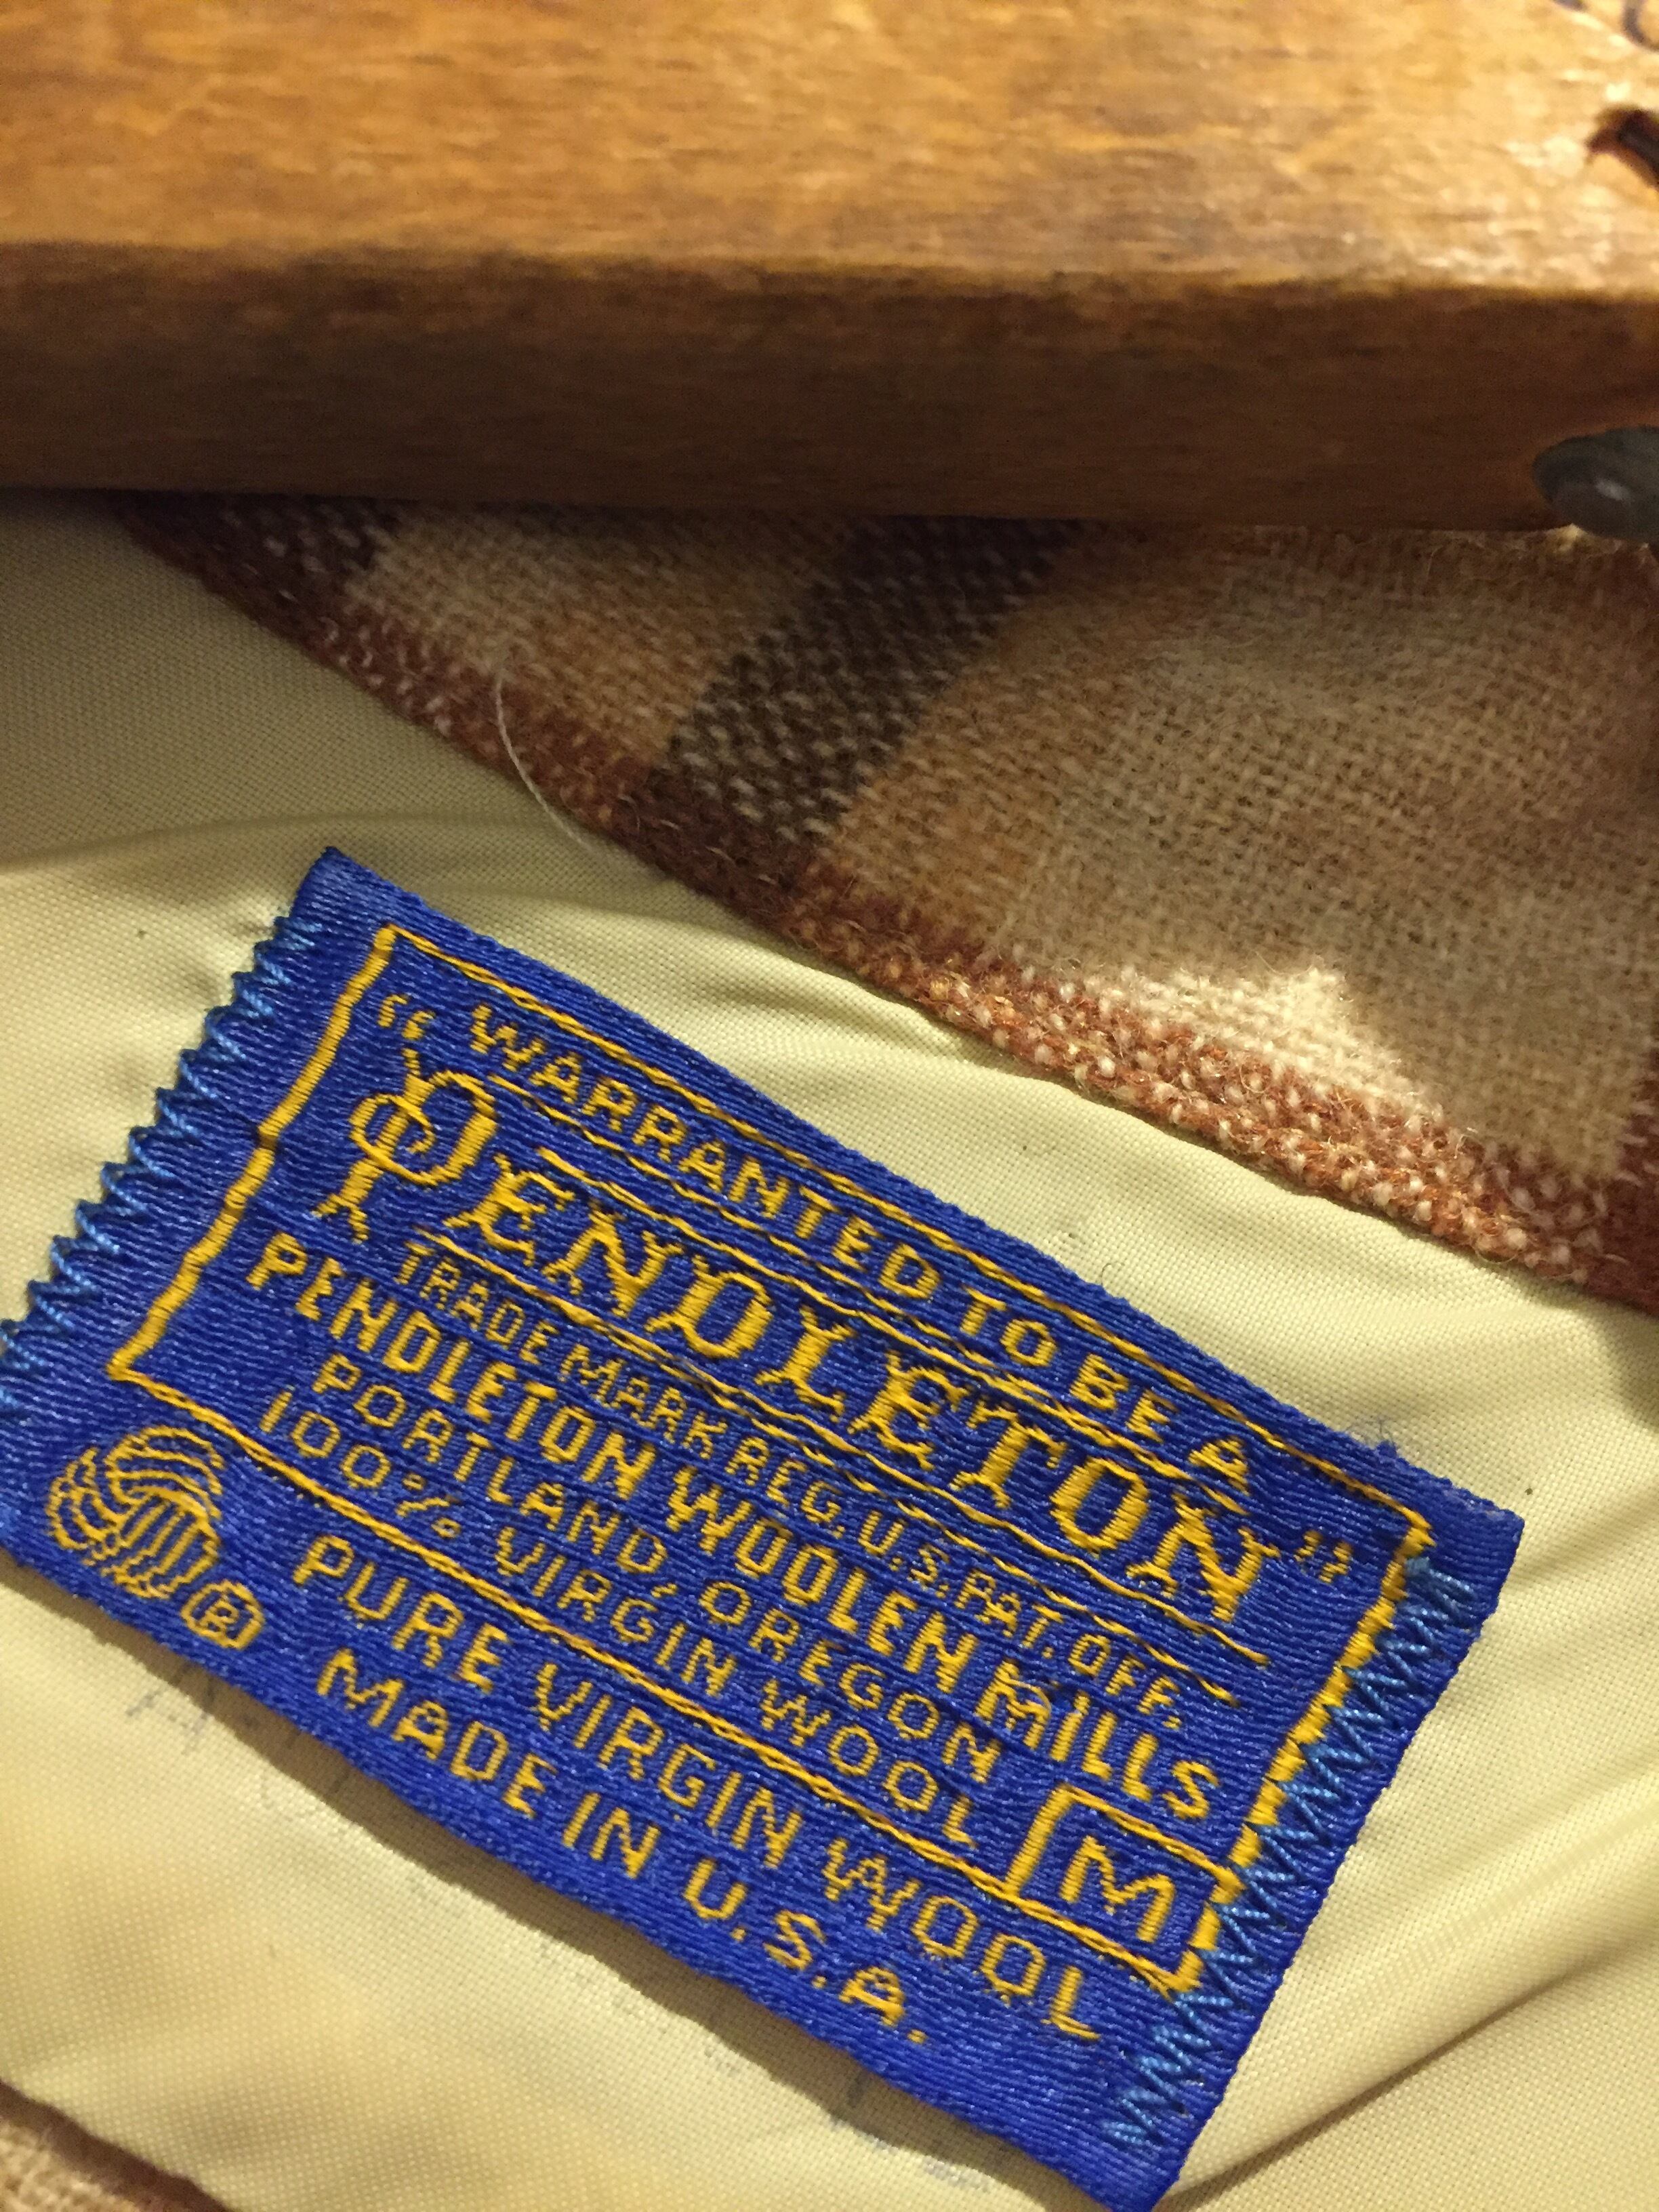 "WARRANTED TO BE A
PENDLETON"
TRADE MARK REG. U.S. PAT. OFF.
PENDLETON WOOLEN MILLS
PORTLAND, OREGON
100% VIRGIN WOOL
M
®
PURE VIRGIN WOOL
MADE IN U.S.A.